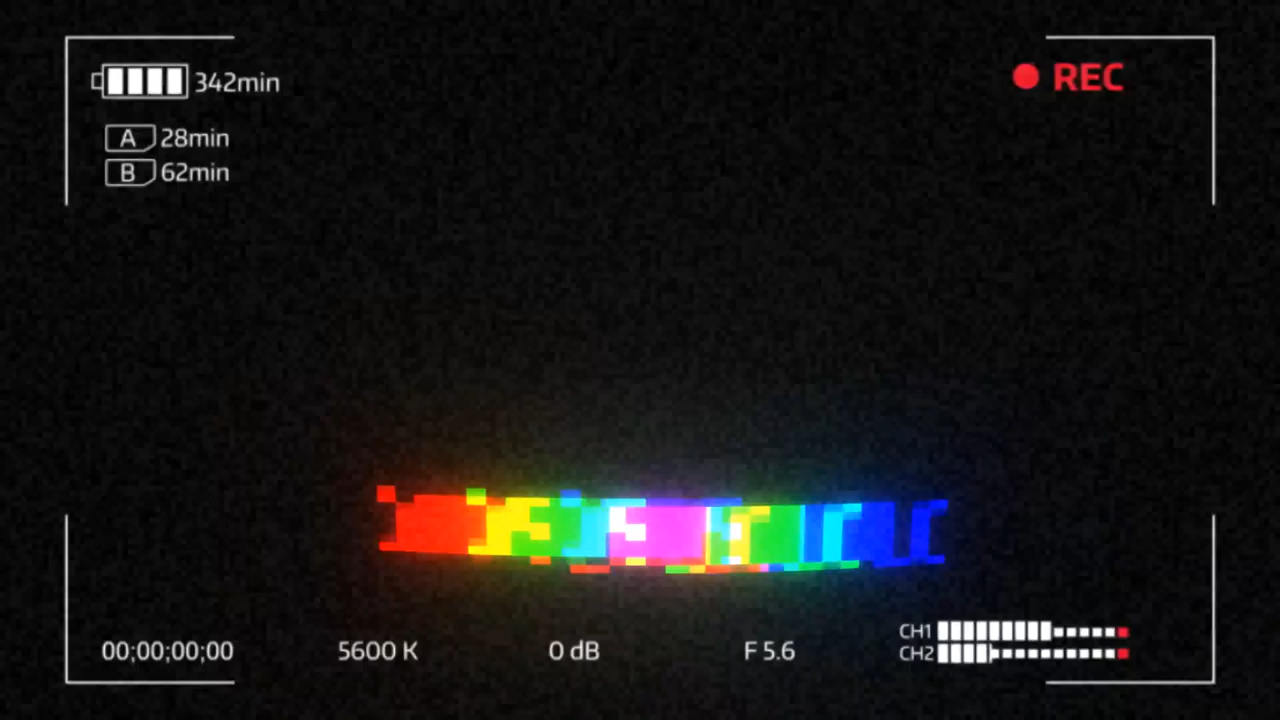 342min
REC
A 28min
B 62min
00;00;00;00 5600 K 0 dB F 5.6
CH1
CH2